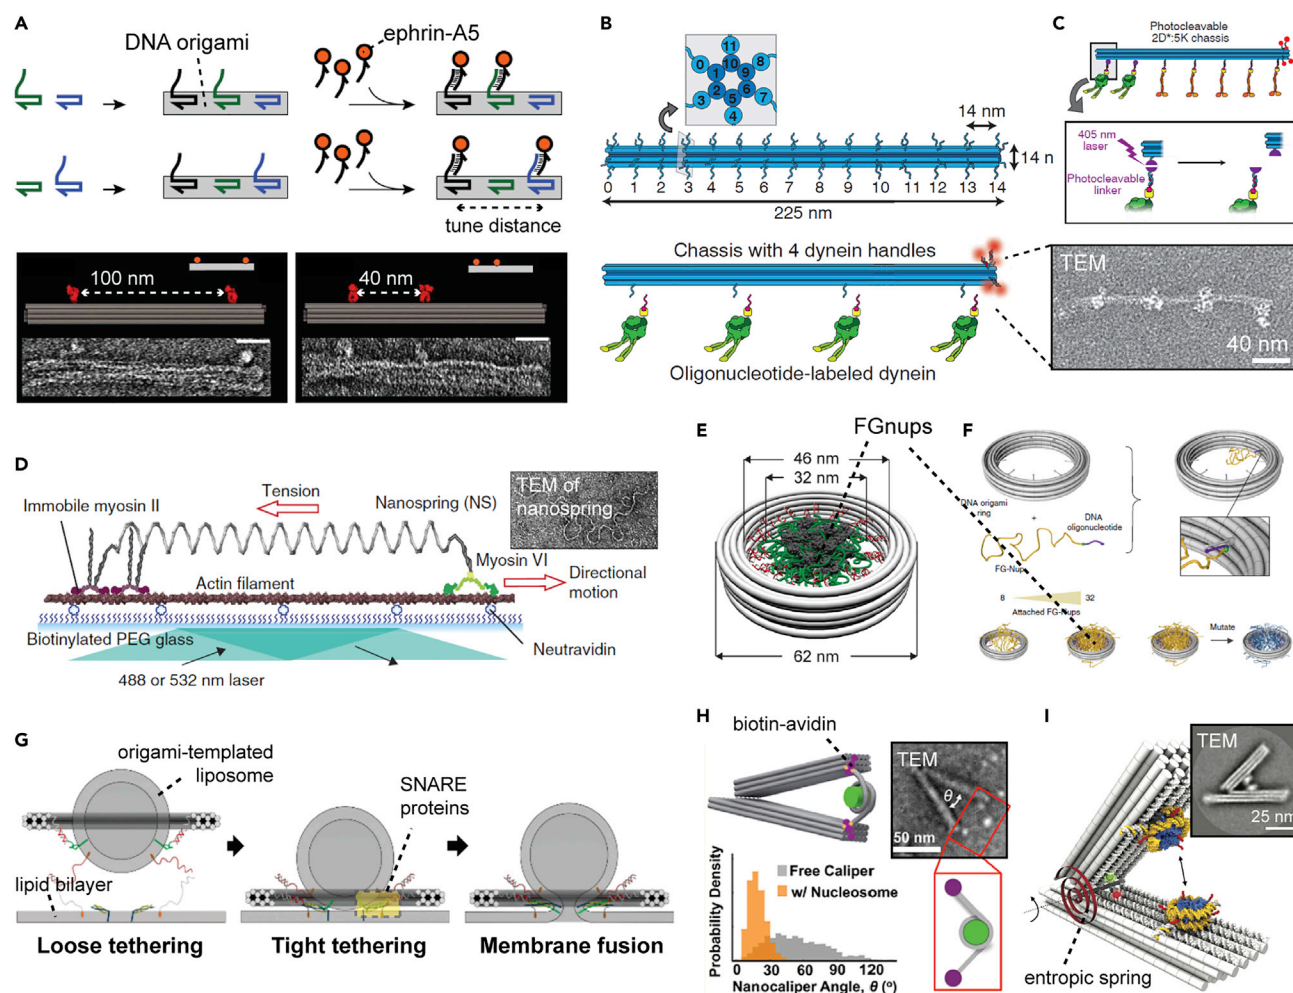 A
DNA origami
ephrin-A5
tune distance
100 nm
40 nm
B
11
0
10
8
1
9
2
6
3
5
7
4
14 nm
14 n
0 1 2 3 4 5 6 7 8 9 10 11 12 13 14
225 nm
Chassis with 4 dynein handles
Oligonucleotide-labeled dynein
C
Photocleavable
2D*:5K chassis
405 nm
laser
Photocleavable
linker
TEM
40 nm
D
Tension
Nanospring (NS)
TEM of
nanospring
Immobile myosin II
Myosin VI
Actin filament
Directional
motion
Biotinylated PEG glass
Neutravidin
488 or 532 nm laser
E
FGnups
46 nm
32 nm
62 nm
F
DNA origami
ring
+
DNA
oligonucleotide
FG-Nups
8
32
Attached FG-Nups
Mutate
G
origami-templated
liposome
SNARE
proteins
lipid bilayer
Loose tethering
Tight tethering
Membrane fusion
H
biotin-avidin
TEM
θ
50 nm
Free Caliper
w/ Nucleosome
Probability Density
0 30 60 90 120
Nanocaliper Angle, θ (°)
I
TEM
25 nm
entropic spring